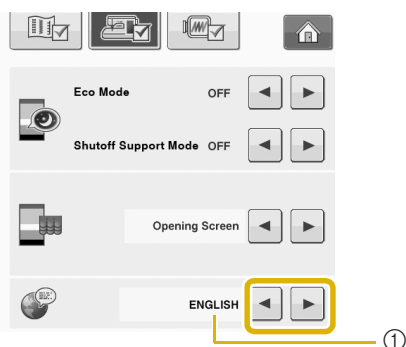 Eco Mode OFF
Shutoff Support Mode OFF
Opening Screen
ENGLISH
①